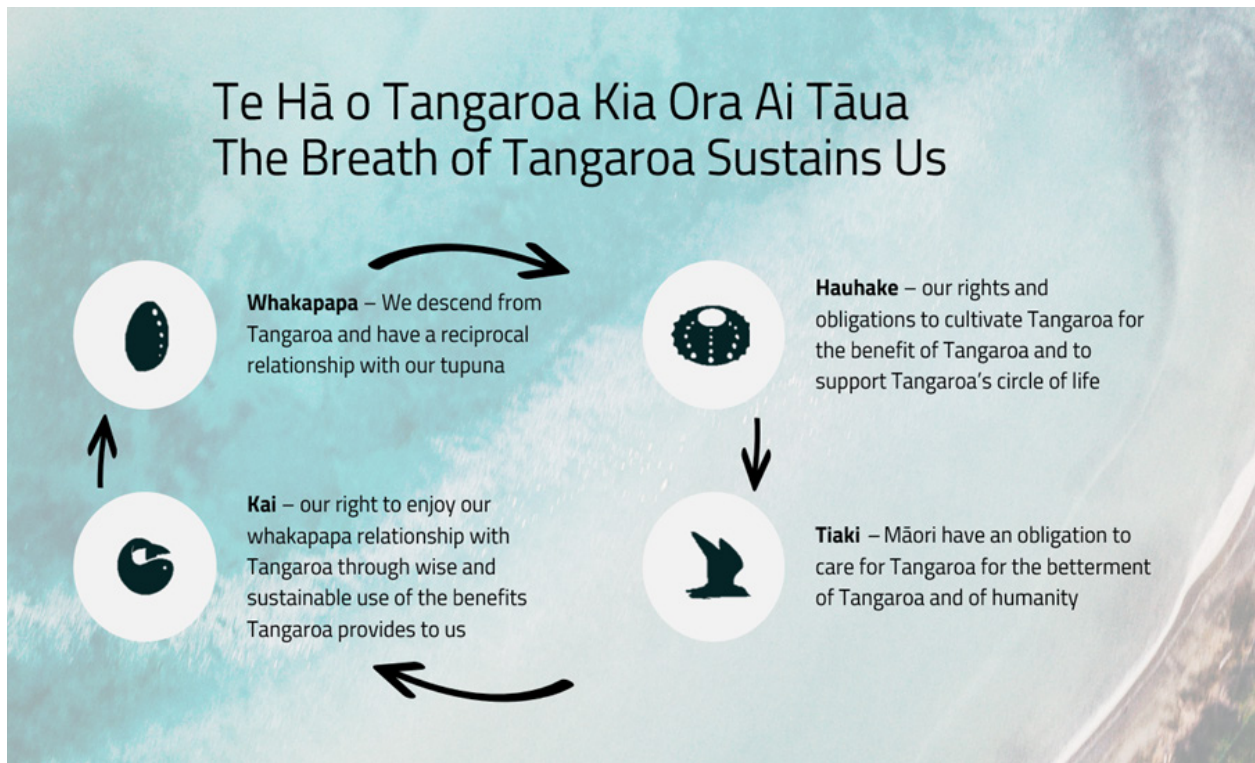 Te Hā o Tangaroa Kia Ora Ai Tāua
The Breath of Tangaroa Sustains Us
Whakapapa – We descend from
Tangaroa and have a reciprocal
relationship with our tupuna
Hauhake – our rights and
obligations to cultivate Tangaroa for
the benefit of Tangaroa and to
support Tangaroa’s circle of life
Tiaki – Māori have an obligation to
care for Tangaroa for the betterment
of Tangaroa and of humanity
Kai – our right to enjoy our
whakapapa relationship with
Tangaroa through wise and
sustainable use of the benefits
Tangaroa provides to us